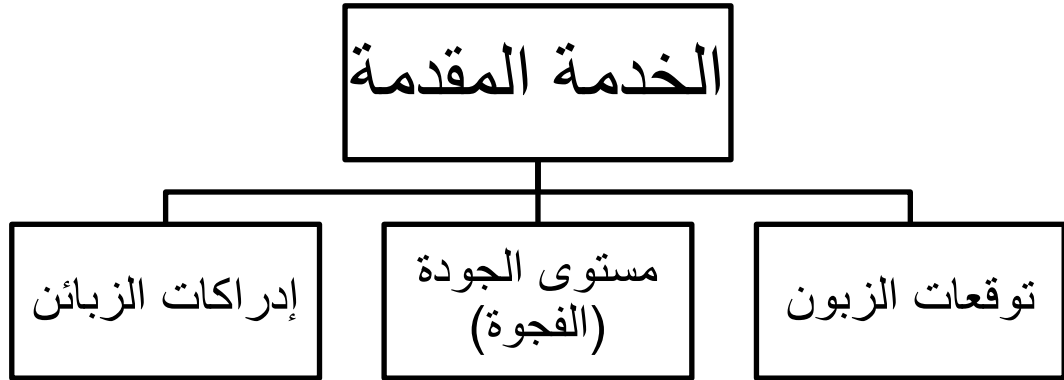 الخدمة المقدمة
توقعات الزبون
مستوى الجودة
(الفجوة)
إدراكات الزبائن